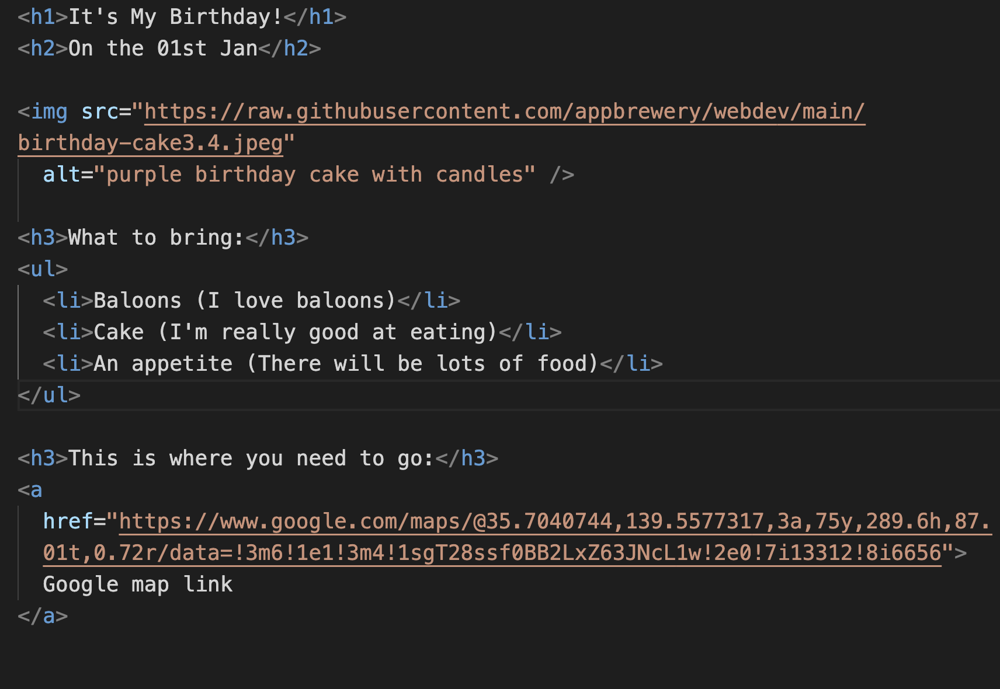 <h1>It's My Birthday!</h1>
<h2>On the 01st Jan</h2>
<img src="https://raw.githubusercontent.com/appbrewery/webdev/main/
birthday-cake3.4.jpeg"
alt="purple birthday cake with candles" />
<h3>What to bring:</h3>
<ul>
<li>Baloons (I love baloons)</li>
<li>Cake (I'm really good at eating)</li>
<li>An appetite (There will be lots of food)</li>
</ul>
<h3>This is where you need to go:</h3>
<a
href="https://www.google.com/maps/@35.7040744,139.5577317,3a,75y,289.6h,87.
01t,0.72r/data=!3m6!1e1!3m4!1sgT28ssf0BB2LxZ63JNcL1w!2e0!7i13312!8i6656">
Google map link
</a>